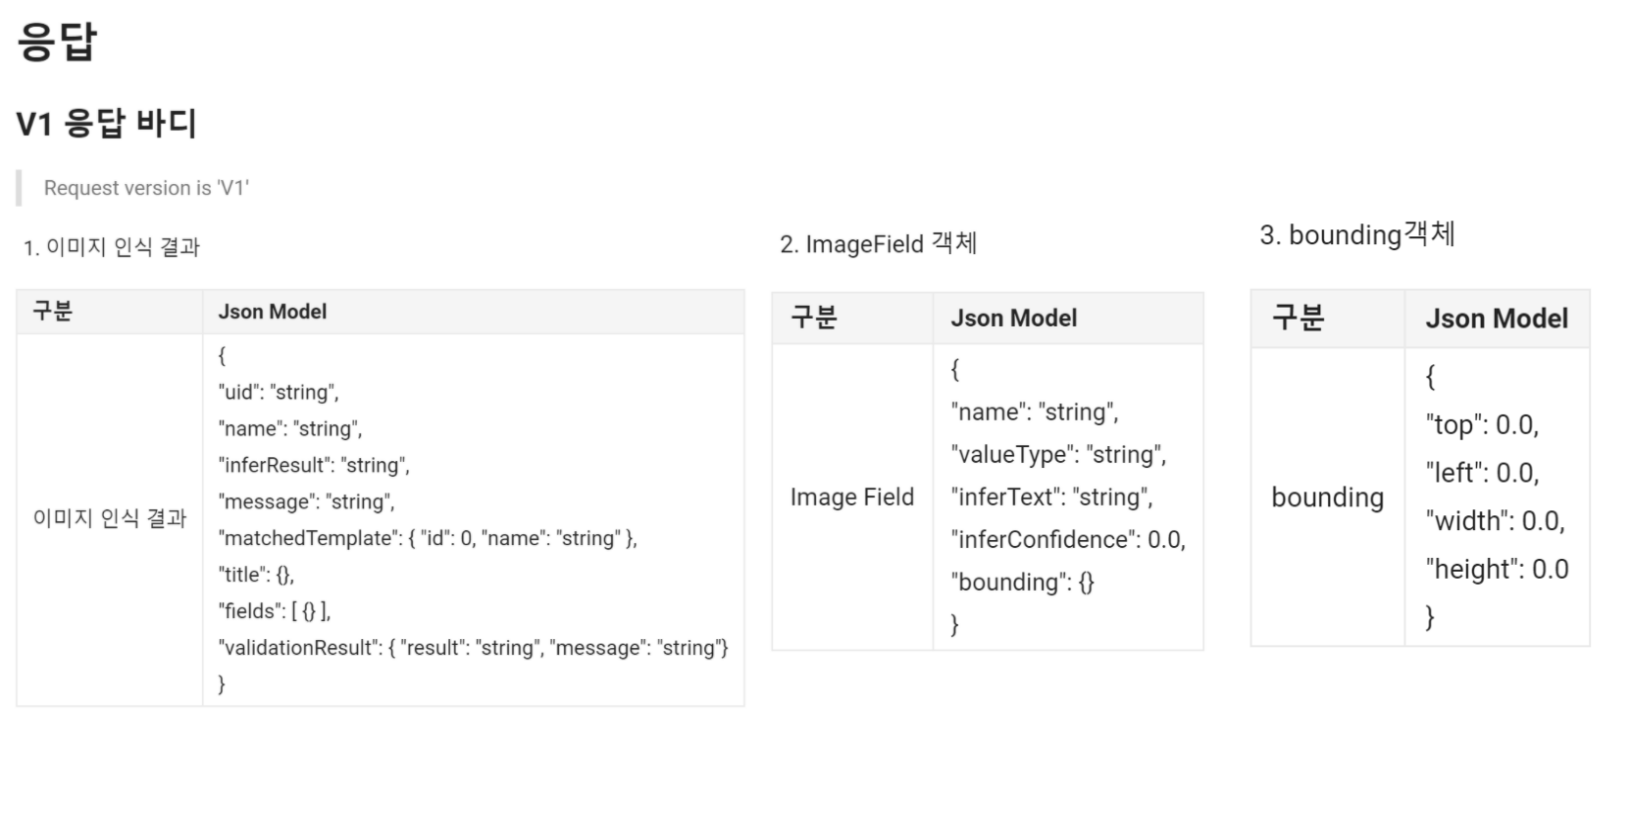 응답
V1 응답 바디
Request version is 'V1'
1. 이미지 인식 결과
구분 Json Model
이미지 인식 결과
{
"uid": "string",
"name": "string",
"inferResult": "string",
"message": "string",
"matchedTemplate": { "id": 0, "name": "string" },
"title": {},
"fields": [ {} ],
"validationResult": { "result": "string", "message": "string"}
}
2. ImageField 객체
구분 Json Model
Image Field
{
"name": "string",
"valueType": "string",
"inferText": "string",
"inferConfidence": 0.0,
"bounding": {}
}
3. bounding객체
구분 Json Model
bounding
{
"top": 0.0,
"left": 0.0,
"width": 0.0,
"height": 0.0
}